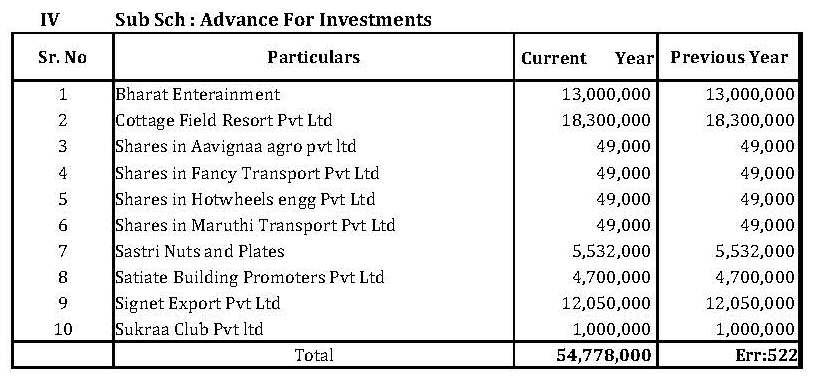 IV Sub Sch : Advance For Investments
Sr. No Particulars Current Year Previous Year
1 Bharat Enterainment 13,000,000 13,000,000
2 Cottage Field Resort Pvt Ltd 18,300,000 18,300,000
3 Shares in Aavignaa agro pvt ltd 49,000 49,000
4 Shares in Fancy Transport Pvt Ltd 49,000 49,000
5 Shares in Hotwheels engg Pvt Ltd 49,000 49,000
6 Shares in Maruthi Transport Pvt Ltd 49,000 49,000
7 Sastri Nuts and Plates 5,532,000 5,532,000
8 Satiate Building Promoters Pvt Ltd 4,700,000 4,700,000
9 Signet Export Pvt Ltd 12,050,000 12,050,000
10 Sukraa Club Pvt ltd 1,000,000 1,000,000
Total 54,778,000 Err:522